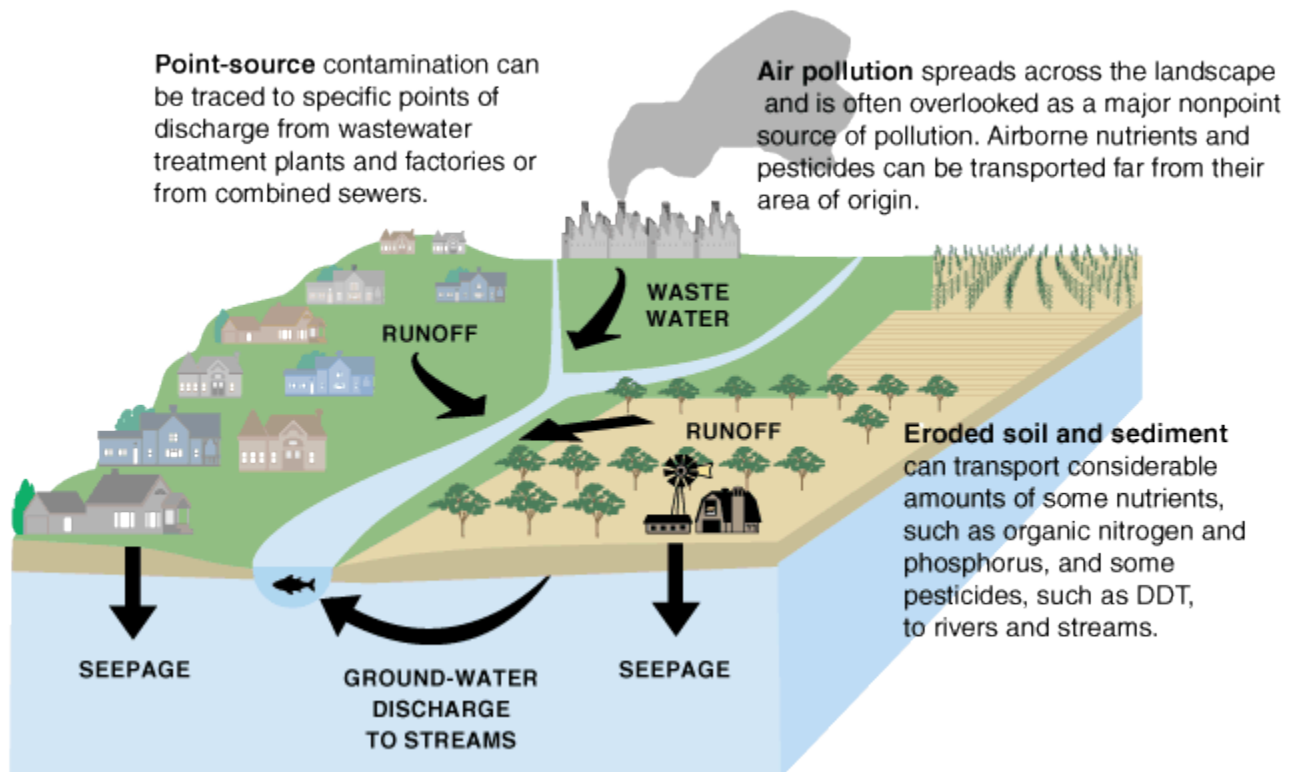 Point-source contamination can
be traced to specific points of
discharge from wastewater
treatment plants and factories or
from combined sewers.
Air pollution spreads across the landscape
and is often overlooked as a major nonpoint
source of pollution. Airborne nutrients and
pesticides can be transported far from their
area of origin.
WASTE
WATER
RUNOFF
RUNOFF
Eroded soil and sediment
can transport considerable
amounts of some nutrients,
such as organic nitrogen and
phosphorus, and some
pesticides, such as DDT,
to rivers and streams.
SEEPAGE
GROUND-WATER
DISCHARGE
TO STREAMS
SEEPAGE